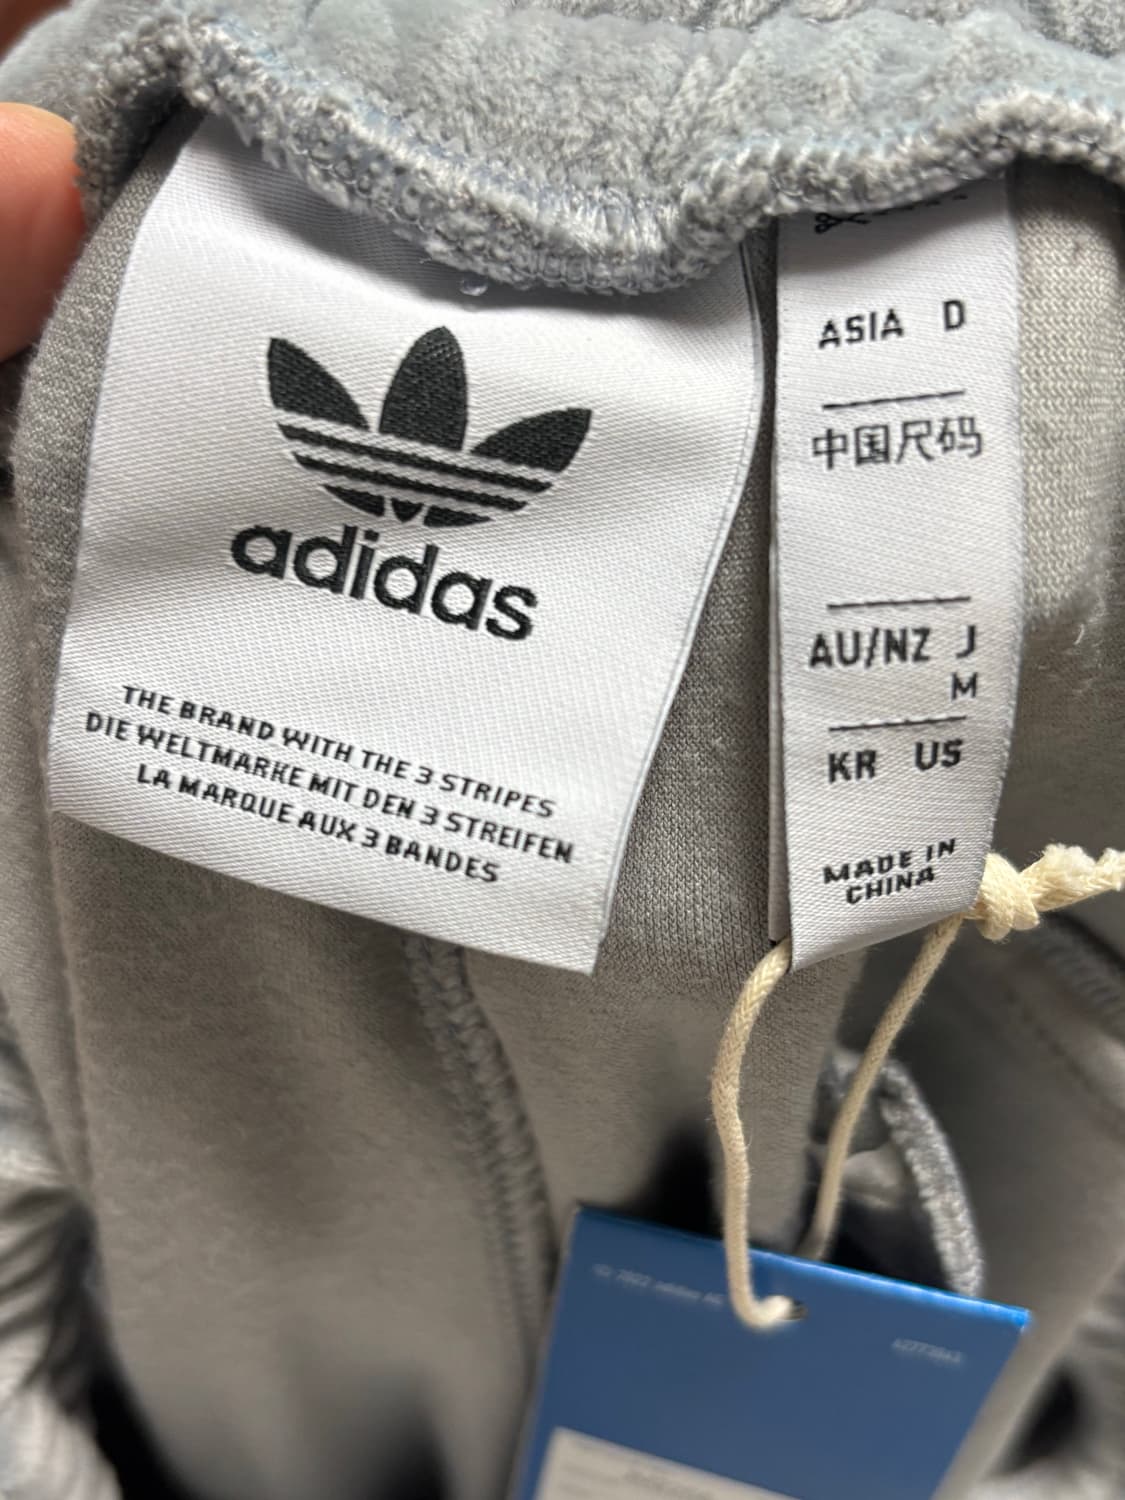 adidas
THE BRAND WITH THE 3 STRIPES
DIE WELTMARKE MIT DEN 3 STREIFEN
LA MARQUE AUX 3 BANDES
ASIA D
中国尺码
AU/NZ J
M
KR US
MADE IN
CHINA